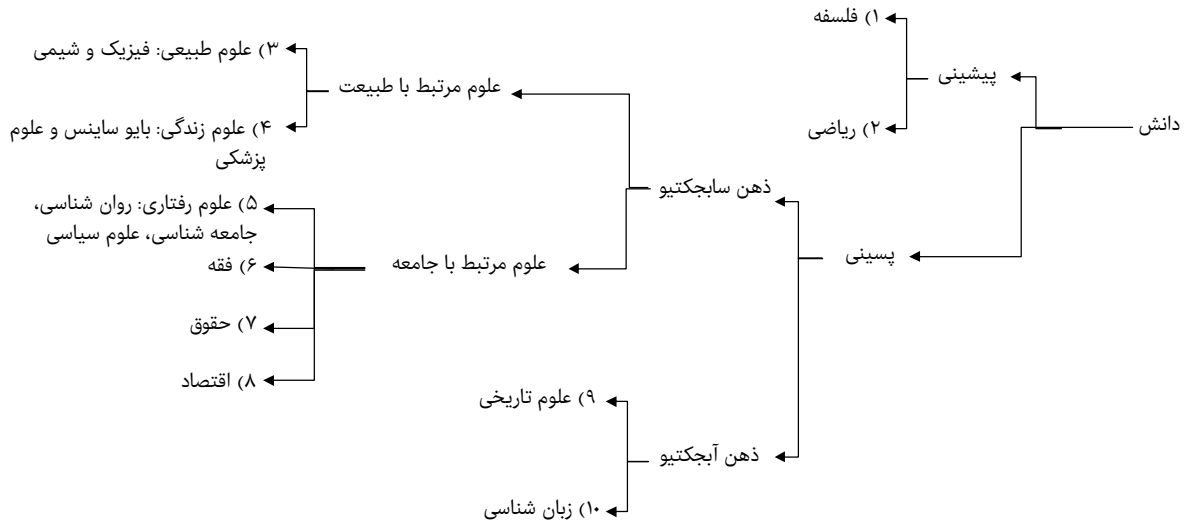 دانش
پیشینی
۱) فلسفه
۲) ریاضی
پسینی
ذهن سابجکتیو
علوم مرتبط با طبیعت
۳) علوم طبیعی: فیزیک و شیمی
۴) علوم زندگی: بایو ساینس و علوم
پزشکی
علوم مرتبط با جامعه
۵) علوم رفتاری: روان شناسی،
جامعه شناسی، علوم سیاسی
۶) فقه
۷) حقوق
۸) اقتصاد
ذهن آبجکتیو
۹) علوم تاریخی
۱۰) زبان شناسی